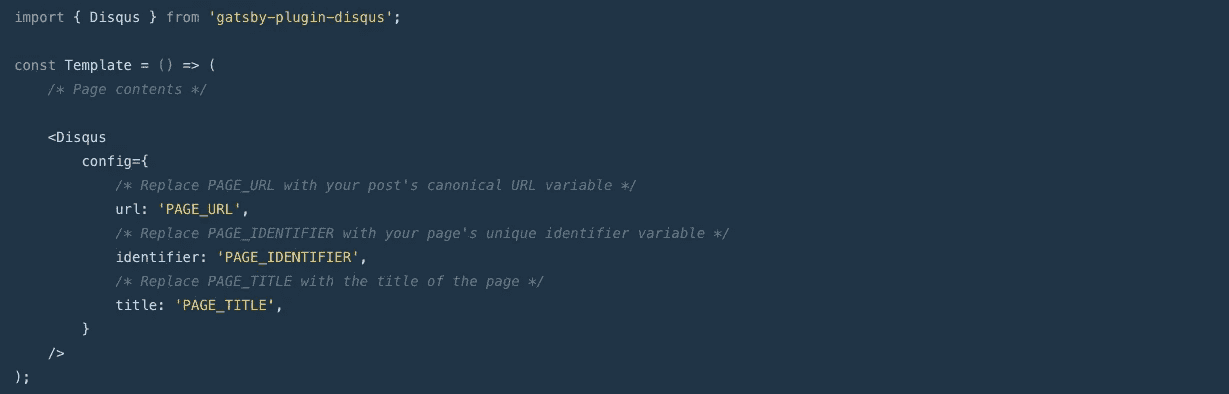 import { Disqus } from 'gatsby-plugin-disqus';
const Template = () => (
/* Page contents */
<Disqus
config={
/* Replace PAGE_URL with your post's canonical URL variable */
url: 'PAGE_URL',
/* Replace PAGE_IDENTIFIER with your page's unique identifier variable */
identifier: 'PAGE_IDENTIFIER',
/* Replace PAGE_TITLE with the title of the page */
title: 'PAGE_TITLE',
}
/>
);